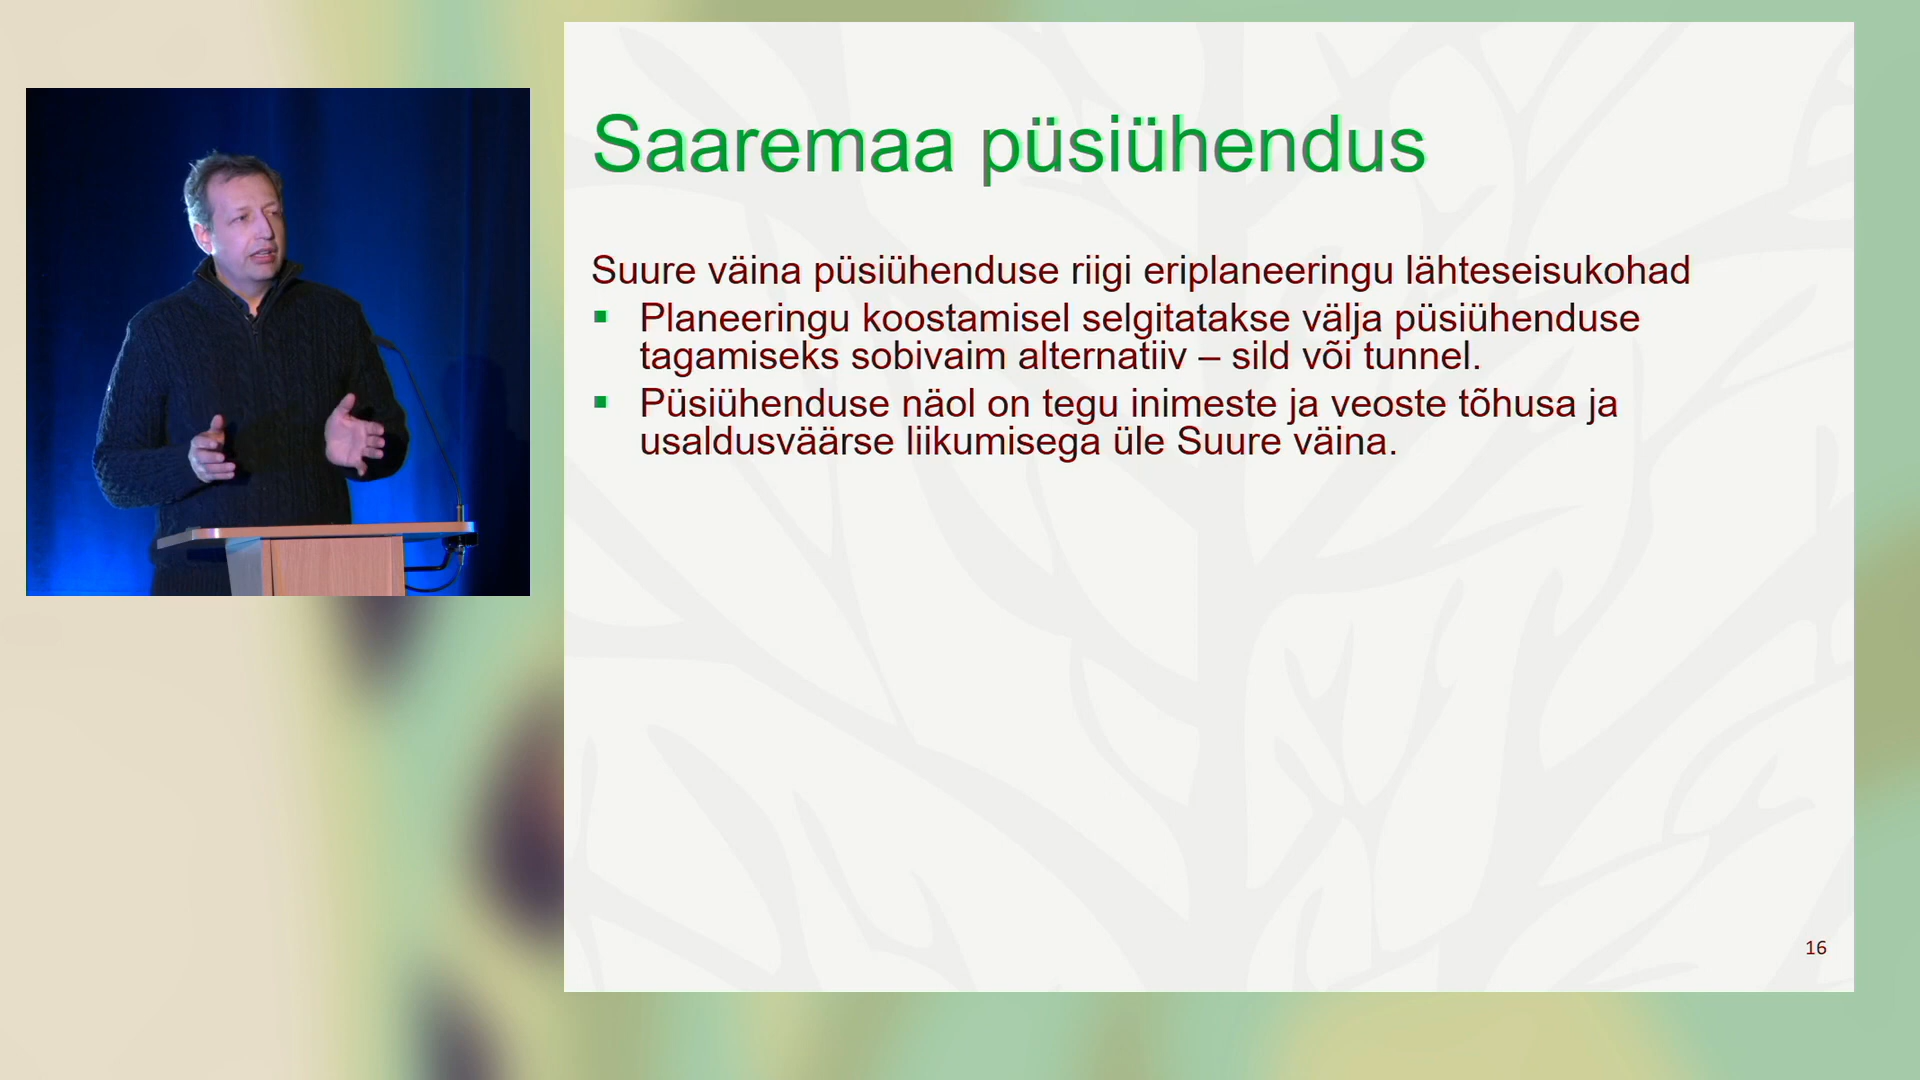 Saaremaa püsiühendus
Suure väina püsiühenduse riigi eriplaneeringu lähteseisukohad
▪ Planeeringu koostamisel selgitatakse välja püsiühenduse
tagamiseks sobivaim alternatiiv – sild või tunnel.
▪ Püsiühenduse näol on tegu inimeste ja veoste tõhusa ja
usaldusväärse liikumisega üle Suure väina.
16